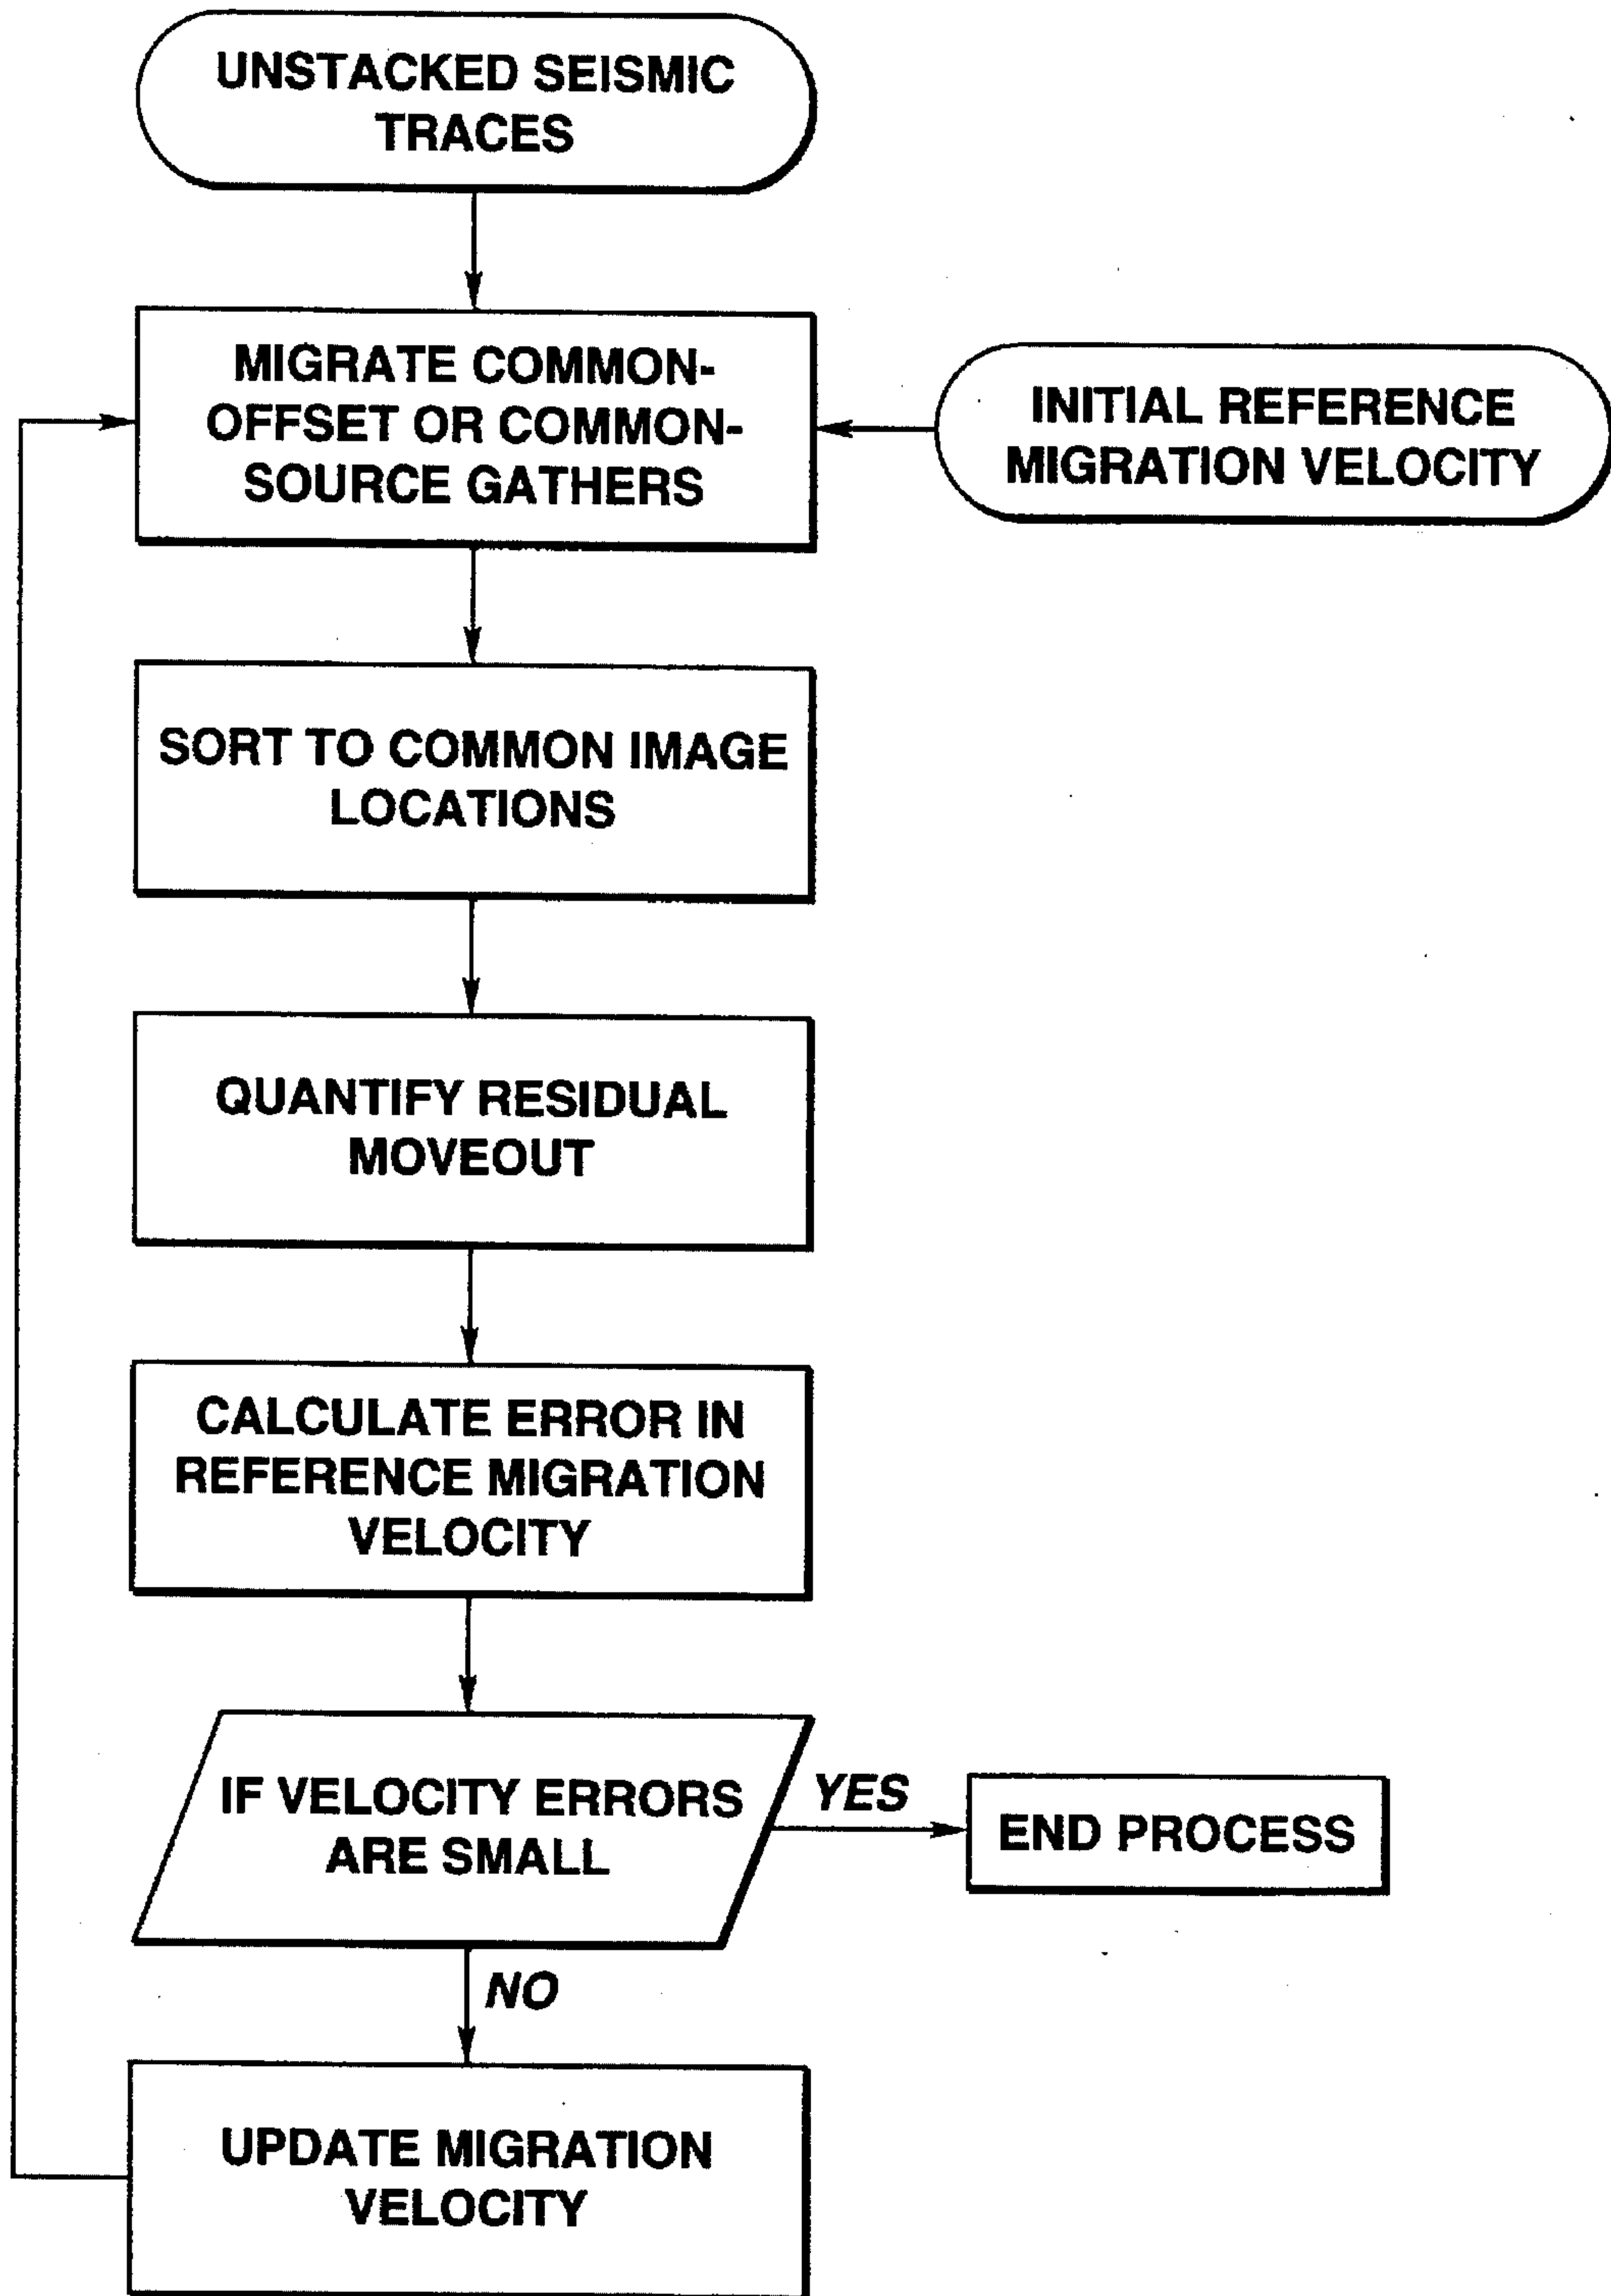 UNSTACKED SEISMIC
TRACES
MIGRATE COMMON-
OFFSET OR COMMON-
SOURCE GATHERS
INITIAL REFERENCE
MIGRATION VELOCITY
SORT TO COMMON IMAGE
LOCATIONS
QUANTIFY RESIDUAL
MOVEOUT
CALCULATE ERROR IN
REFERENCE MIGRATION
VELOCITY
IF VELOCITY ERRORS
ARE SMALL
YES
END PROCESS
NO
UPDATE MIGRATION
VELOCITY